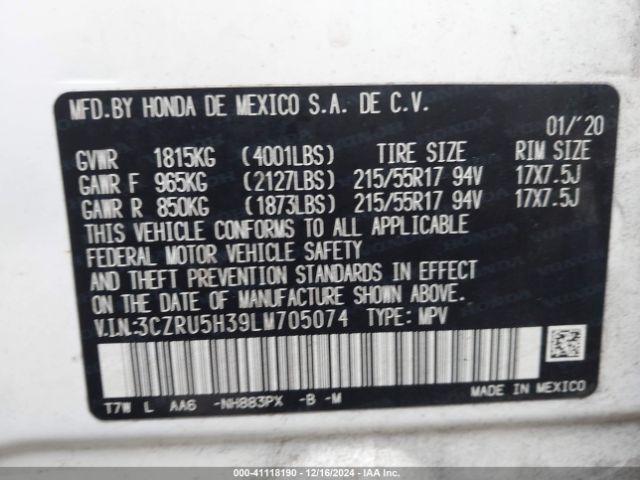 MFD.BY HONDA DE MEXICO S.A. DE C.V.
01/'20
GVWR 1815KG (4001LBS) TIRE SIZE RIM SIZE
GAWR F 965KG (2127LBS) 215/55R17 94V 17X7.5J
GAWR R 850KG (1873LBS) 215/55R17 94V 17X7.5J
THIS VEHICLE CONFORMS TO ALL APPLICABLE
FEDERAL MOTOR VEHICLE SAFETY
AND THEFT PREVENTION STANDARDS IN EFFECT
ON THE DATE OF MANUFACTURE SHOWN ABOVE.
V.I.N.:3CZRU5H39LM705074 TYPE: MPV
T7W L AA6 -NH883PX -B -M
MADE IN MEXICO
000-41118190 - 12/16/2024 - IAAI.com